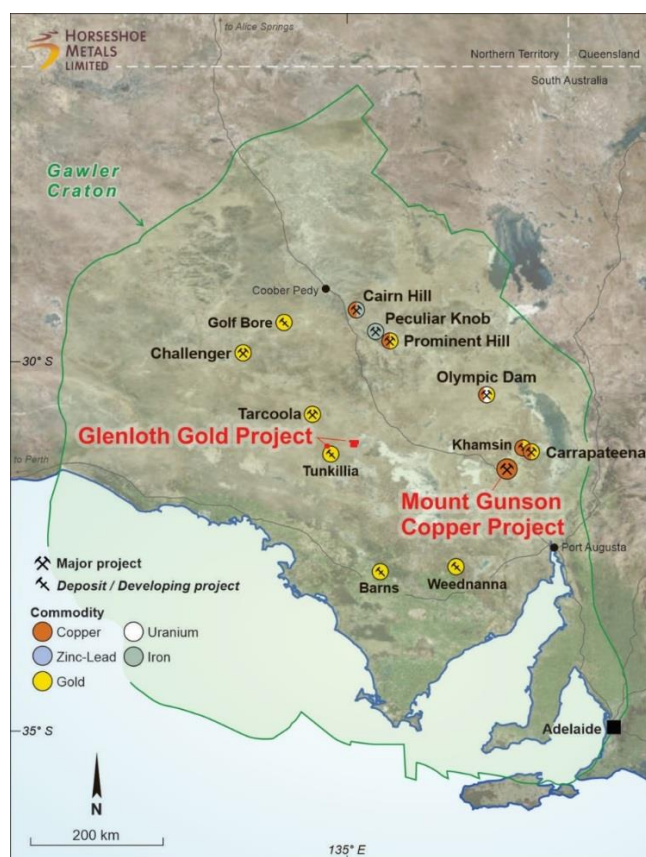 HORSESHOE
METALS
LIMITED
to Alice Springs
Northern Territory
Queensland
South Australia
Gawler
Craton
Coober Pedy
Cairn Hill
Golf Bore
Peculiar Knob
Challenger
Prominent Hill
30° S
Olympic Dam
Tarcoola
Glenloth Gold Project
Khamsin
Carrapateena
to Perth
Tunkillia
Mount Gunson
Copper Project
Port Augusta
Major project
Deposit / Developing project
Barns
Weednanna
Commodity
Copper
Uranium
Zinc-Lead
Iron
Gold
35° S
Adelaide
N
200 km
135° E